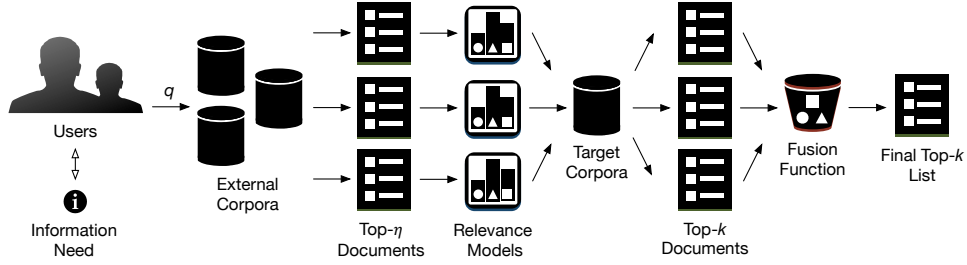 q
Users
Information
Need
External
Corpora
Top-η
Documents
Relevance
Models
Target
Corpora
Top-k
Documents
Fusion
Function
Final Top-k
List